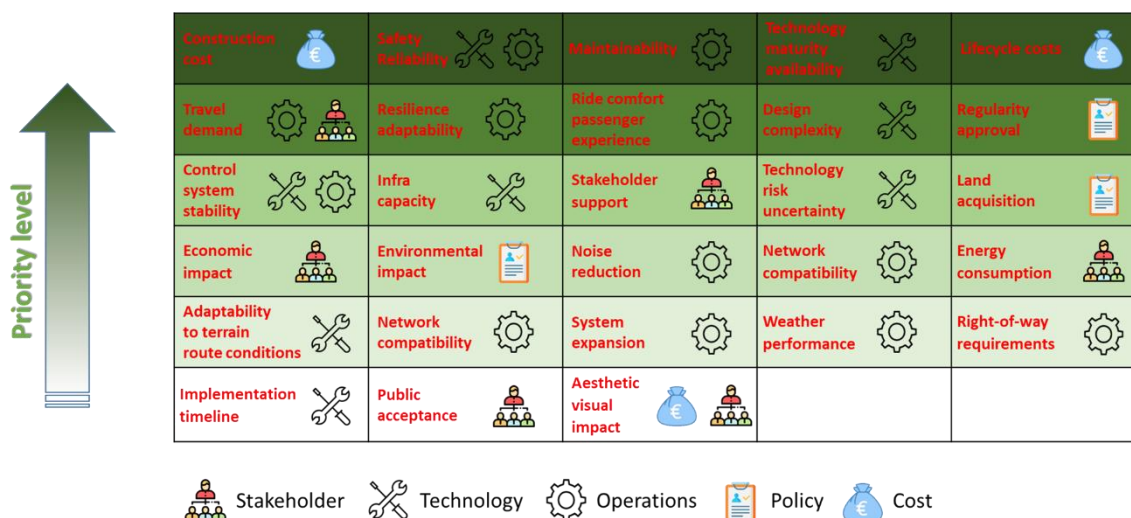 Priority level
Construction
cost
Safety
Reliability
Maintainability
Technology
maturity
availability
Lifecycle costs
Travel
demand
Resilience
adaptability
Ride comfort
passenger
experience
Design
complexity
Regularity
approval
Control
system
stability
Infra
capacity
Stakeholder
support
Technology
risk
uncertainty
Land
acquisition
Economic
impact
Environmental
impact
Noise
reduction
Network
compatibility
Energy
consumption
Adaptability
to terrain
route conditions
Network
compatibility
System
expansion
Weather
performance
Right-of-way
requirements
Implementation
timeline
Public
acceptance
Aesthetic
visual
impact
Stakeholder
Technology
Operations
Policy
Cost